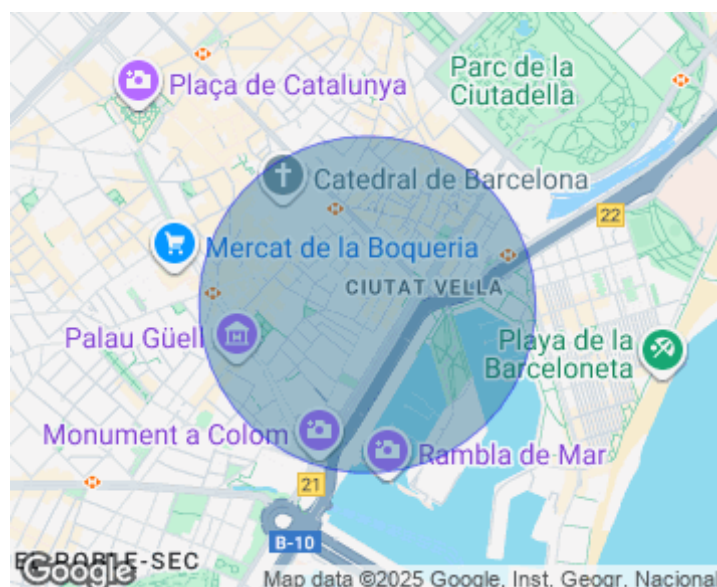 Plaça de Catalunya
Parc de la
Ciutadella
Catedral de Barcelona
22
Mercat de la Boqueria
CIUTAT VELLA
Palau Güell
Playa de la
Barceloneta
Monument a Colom
Rambla de Mar
21
B-10
-SEC
Google
Map data ©2025 Google, Inst. Geogr. Nacional